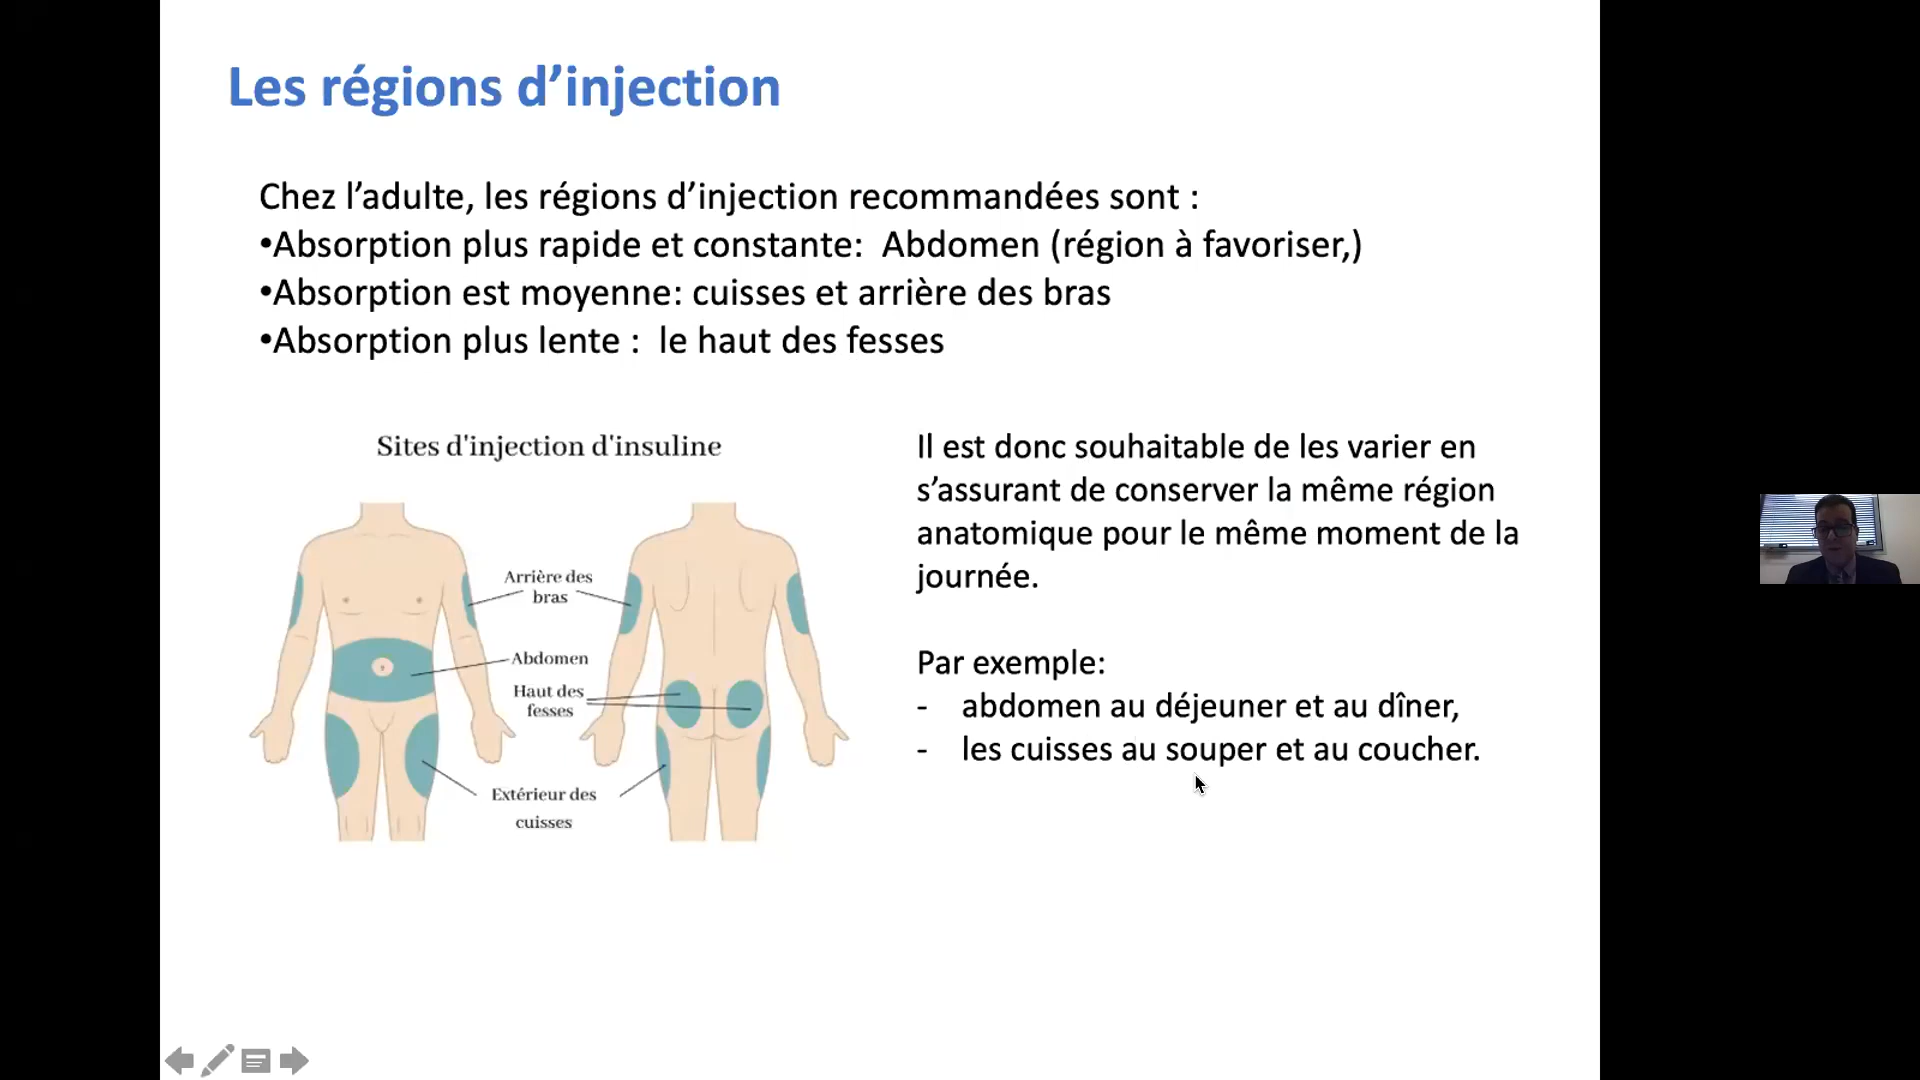 Les régions d’injection
Chez l’adulte, les régions d’injection recommandées sont :
•Absorption plus rapide et constante:  Abdomen (région à favoriser,)
•Absorption est moyenne: cuisses et arrière des bras
•Absorption plus lente :  le haut des fesses
Sites d'injection d'insuline
Arrière des
bras
Abdomen
Haut des
fesses
Extérieur des
cuisses
Il est donc souhaitable de les varier en
s’assurant de conserver la même région
anatomique pour le même moment de la
journée.
Par exemple:
- abdomen au déjeuner et au dîner,
- les cuisses au souper et au coucher.